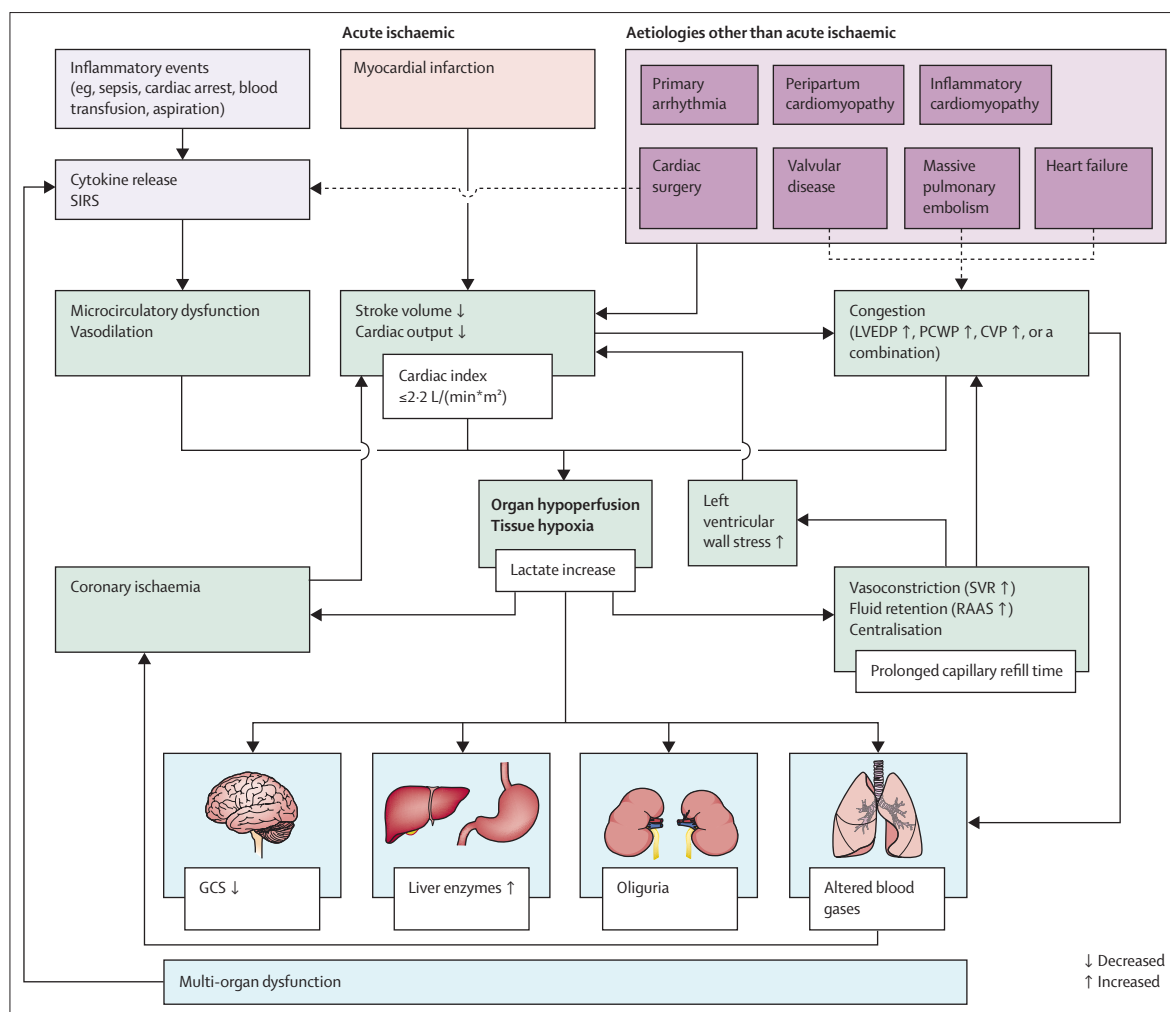 Acute ischaemic
Aetiologies other than acute ischaemic
Inflammatory events
(eg, sepsis, cardiac arrest, blood
transfusion, aspiration)
Myocardial infarction
Primary
arrhythmia
Peripartum
cardiomyopathy
Inflammatory
cardiomyopathy
Cytokine release
SIRS
Cardiac
surgery
Valvular
disease
Massive
pulmonary
embolism
Heart failure
Microcirculatory dysfunction
Vasodilation
Stroke volume ↓
Cardiac output ↓
Cardiac index
≤2·2 L/(min*m²)
Congestion
(LVEDP ↑, PCWP ↑, CVP ↑, or a
combination)
Organ hypoperfusion
Tissue hypoxia
Lactate increase
Left
ventricular
wall stress ↑
Coronary ischaemia
Vasoconstriction (SVR ↑)
Fluid retention (RAAS ↑)
Centralisation
Prolonged capillary refill time
GCS ↓
Liver enzymes ↑
Oliguria
Altered blood
gases
Multi-organ dysfunction
↓ Decreased
↑ Increased